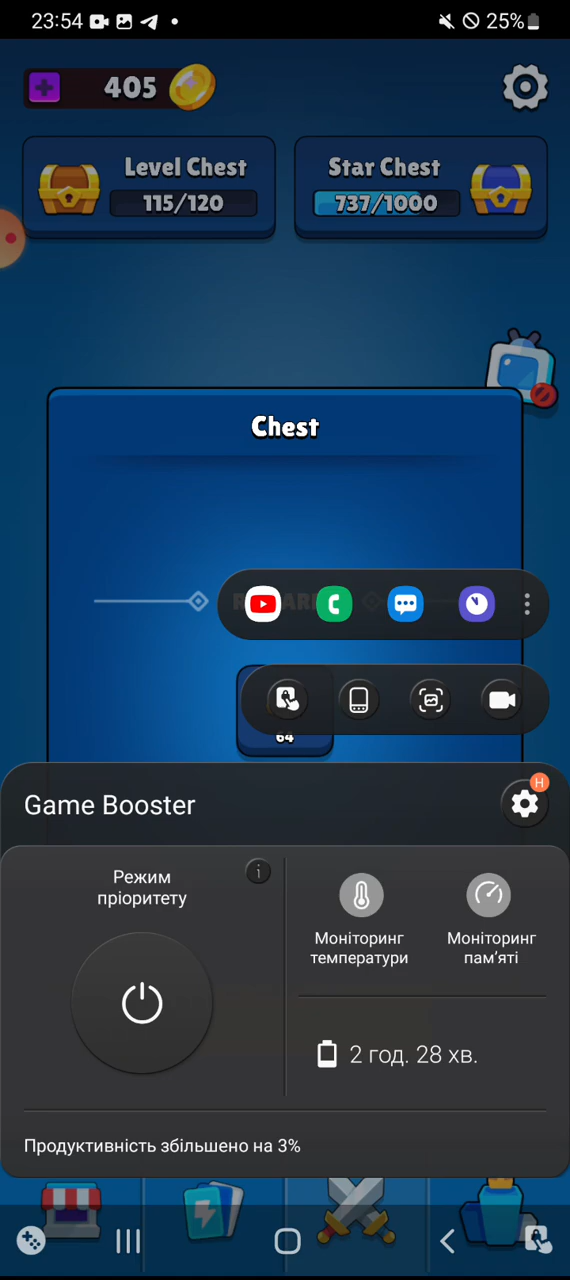 23:54
25%
405
Level Chest
115/120
Star Chest
737/1000
Chest
64
Game Booster
H
Режим
пріоритету
i
Моніторинг
температури
Моніторинг
пам’яті
2 год. 28 хв.
Продуктивність збільшено на 3%